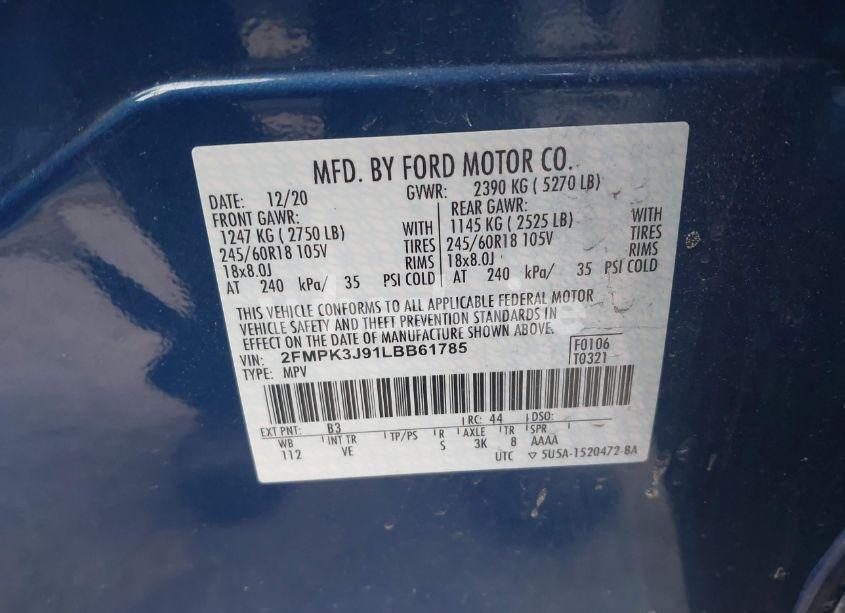 MFD. BY FORD MOTOR CO.
DATE: 12/20 GVWR: 2390 KG ( 5270 LB)
FRONT GAWR: REAR GAWR:
1247 KG ( 2750 LB) WITH 1145 KG ( 2525 LB) WITH
245/60R18 105V TIRES 245/60R18 105V TIRES
18x8.0J RIMS 18x8.0J RIMS
AT 240 kPa/ 35 PSI COLD AT 240 kPa/ 35 PSI COLD
THIS VEHICLE CONFORMS TO ALL APPLICABLE FEDERAL MOTOR
VEHICLE SAFETY AND THEFT PREVENTION STANDARDS IN
EFFECT ON THE DATE OF MANUFACTURE SHOWN ABOVE.
VIN: 2FMPK3J91LBB61785 F0106
TYPE: MPV T0321
EXT PNT: B3 RC: 44 DSO:
WB INT TR TP/PS R AXLE TR SPR
112 VE S 3K 8 AAAA
UTC ▽ 5U5A-1520472-BA